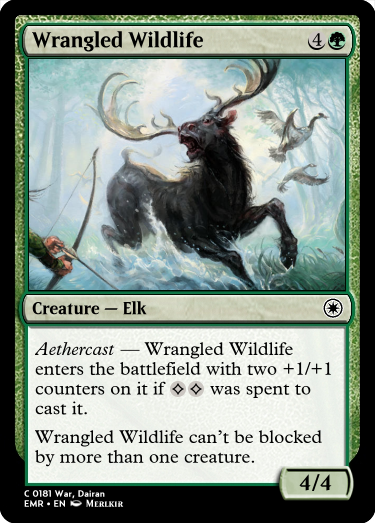 Wrangled Wildlife 4
Creature — Elk
Aethercast — Wrangled Wildlife
enters the battlefield with two +1/+1
counters on it if was spent to
cast it.
Wrangled Wildlife can't be blocked
by more than one creature.
4/4
C 0181 War, Dairan
EMR • EN Merlkir